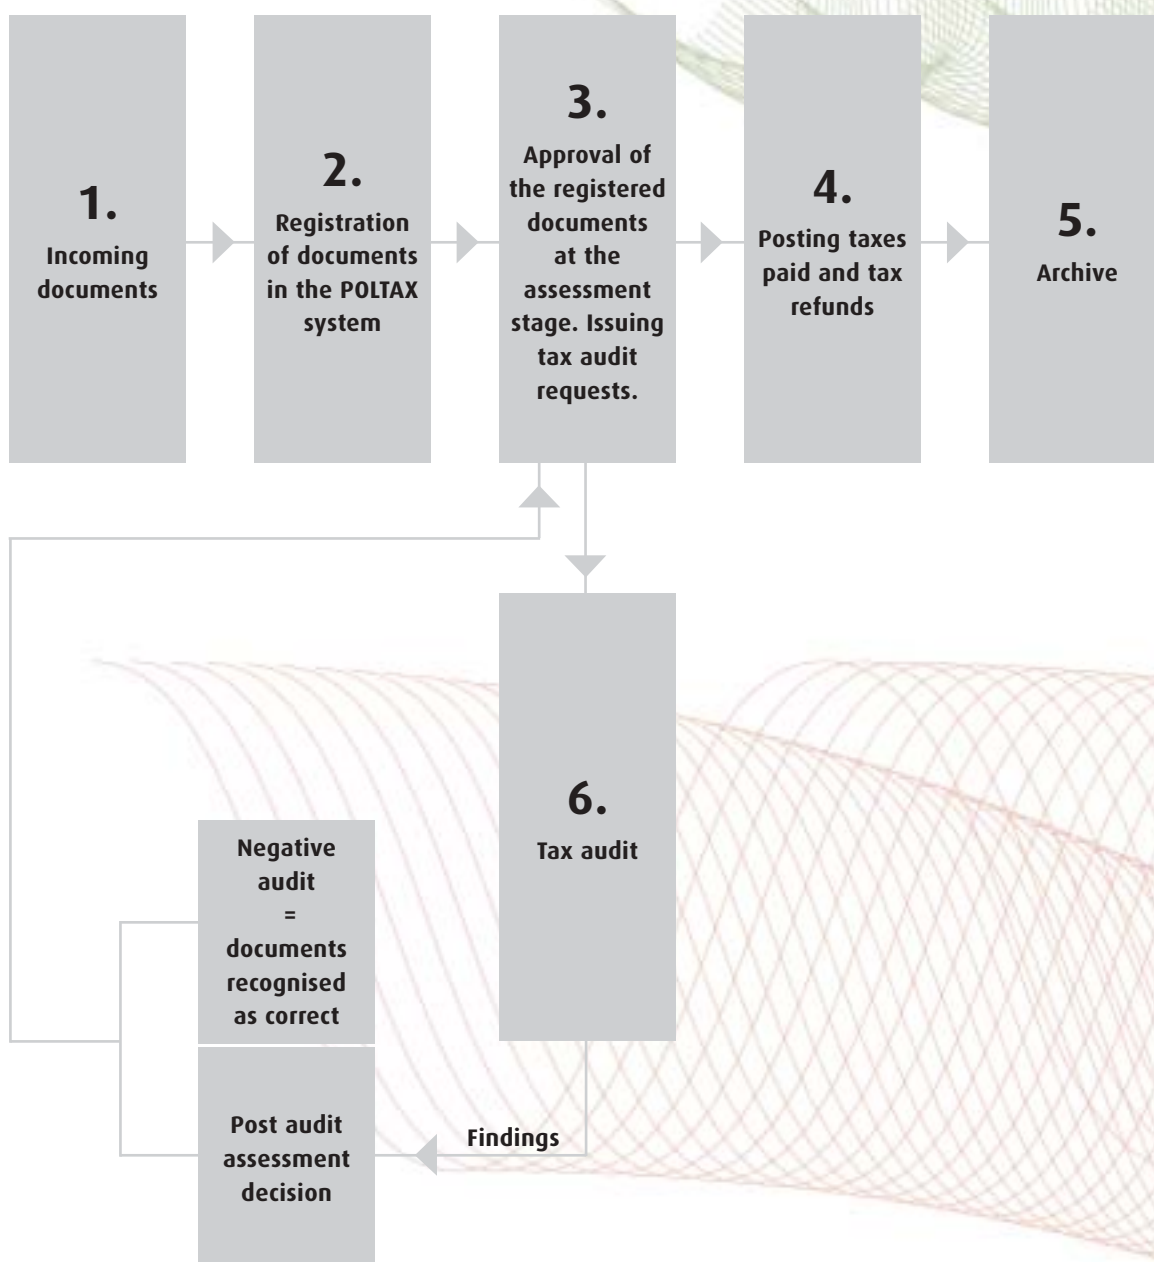 1.
Incoming
documents
2.
Registration
of documents
in the POLTAX
system
3.
Approval of
the registered
documents
at the
assessment
stage. Issuing
tax audit
requests.
4.
Posting taxes
paid and tax
refunds
5.
Archive
6.
Tax audit
Negative
audit
=
documents
recognised
as correct
Post audit
assessment
decision
Findings